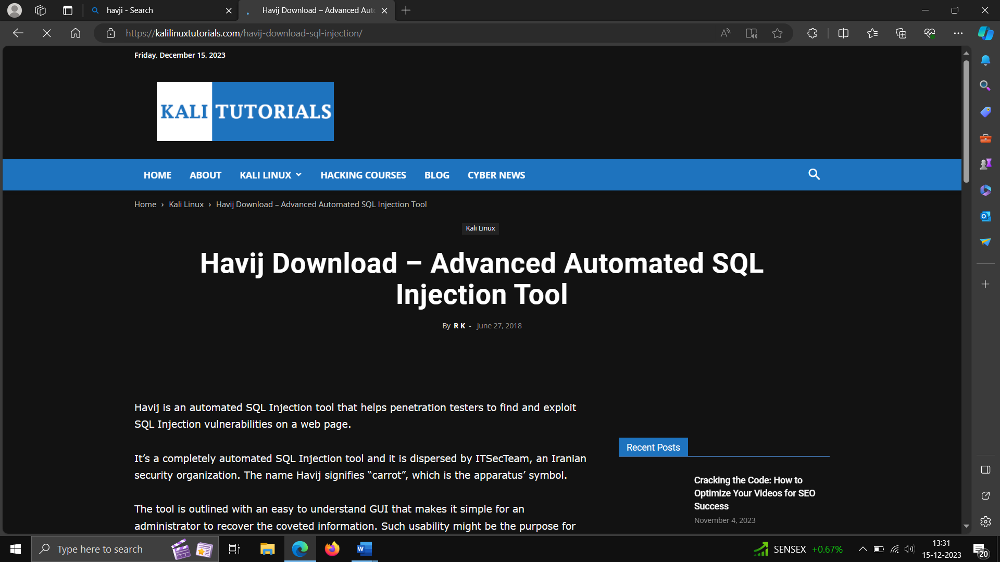 havji - Search
Havij Download – Advanced Auto
https://kalilinuxtutorials.com/havij-download-sql-injection/
Friday, December 15, 2023
KALI TUTORIALS
HOME ABOUT KALI LINUX HACKING COURSES BLOG CYBER NEWS
Home › Kali Linux › Havij Download – Advanced Automated SQL Injection Tool
Kali Linux
Havij Download – Advanced Automated SQL
Injection Tool
By R K - June 27, 2018
Havij is an automated SQL Injection tool that helps penetration testers to find and exploit
SQL Injection vulnerabilities on a web page.
It’s a completely automated SQL Injection tool and it is dispersed by ITSecTeam, an Iranian
security organization. The name Havij signifies “carrot”, which is the apparatus’ symbol.
The tool is outlined with an easy to understand GUI that makes it simple for an
administrator to recover the coveted information. Such usability might be the purpose for
Recent Posts
Cracking the Code: How to
Optimize Your Videos for SEO
Success
November 4, 2023
Type here to search
SENSEX +0.67%
13:31
15-12-2023
20